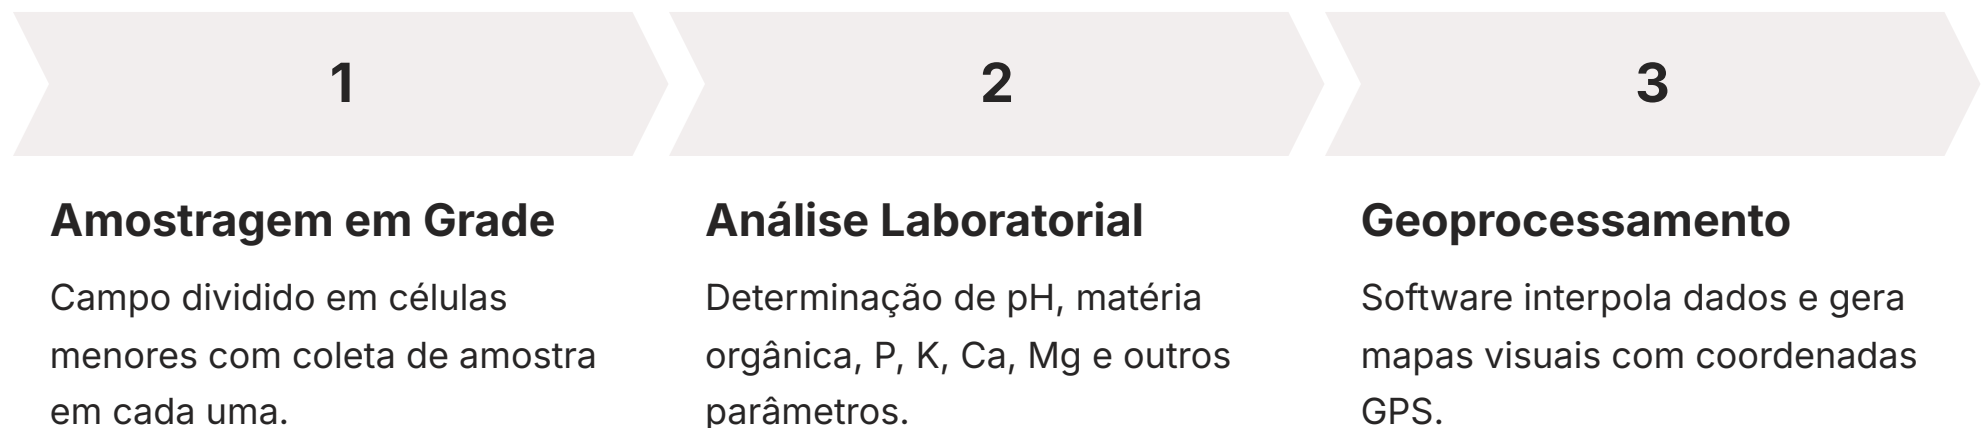 1
Amostragem em Grade
Campo dividido em células
menores com coleta de amostra
em cada uma.
2
Análise Laboratorial
Determinação de pH, matéria
orgânica, P, K, Ca, Mg e outros
parâmetros.
3
Geoprocessamento
Software interpola dados e gera
mapas visuais com coordenadas
GPS.